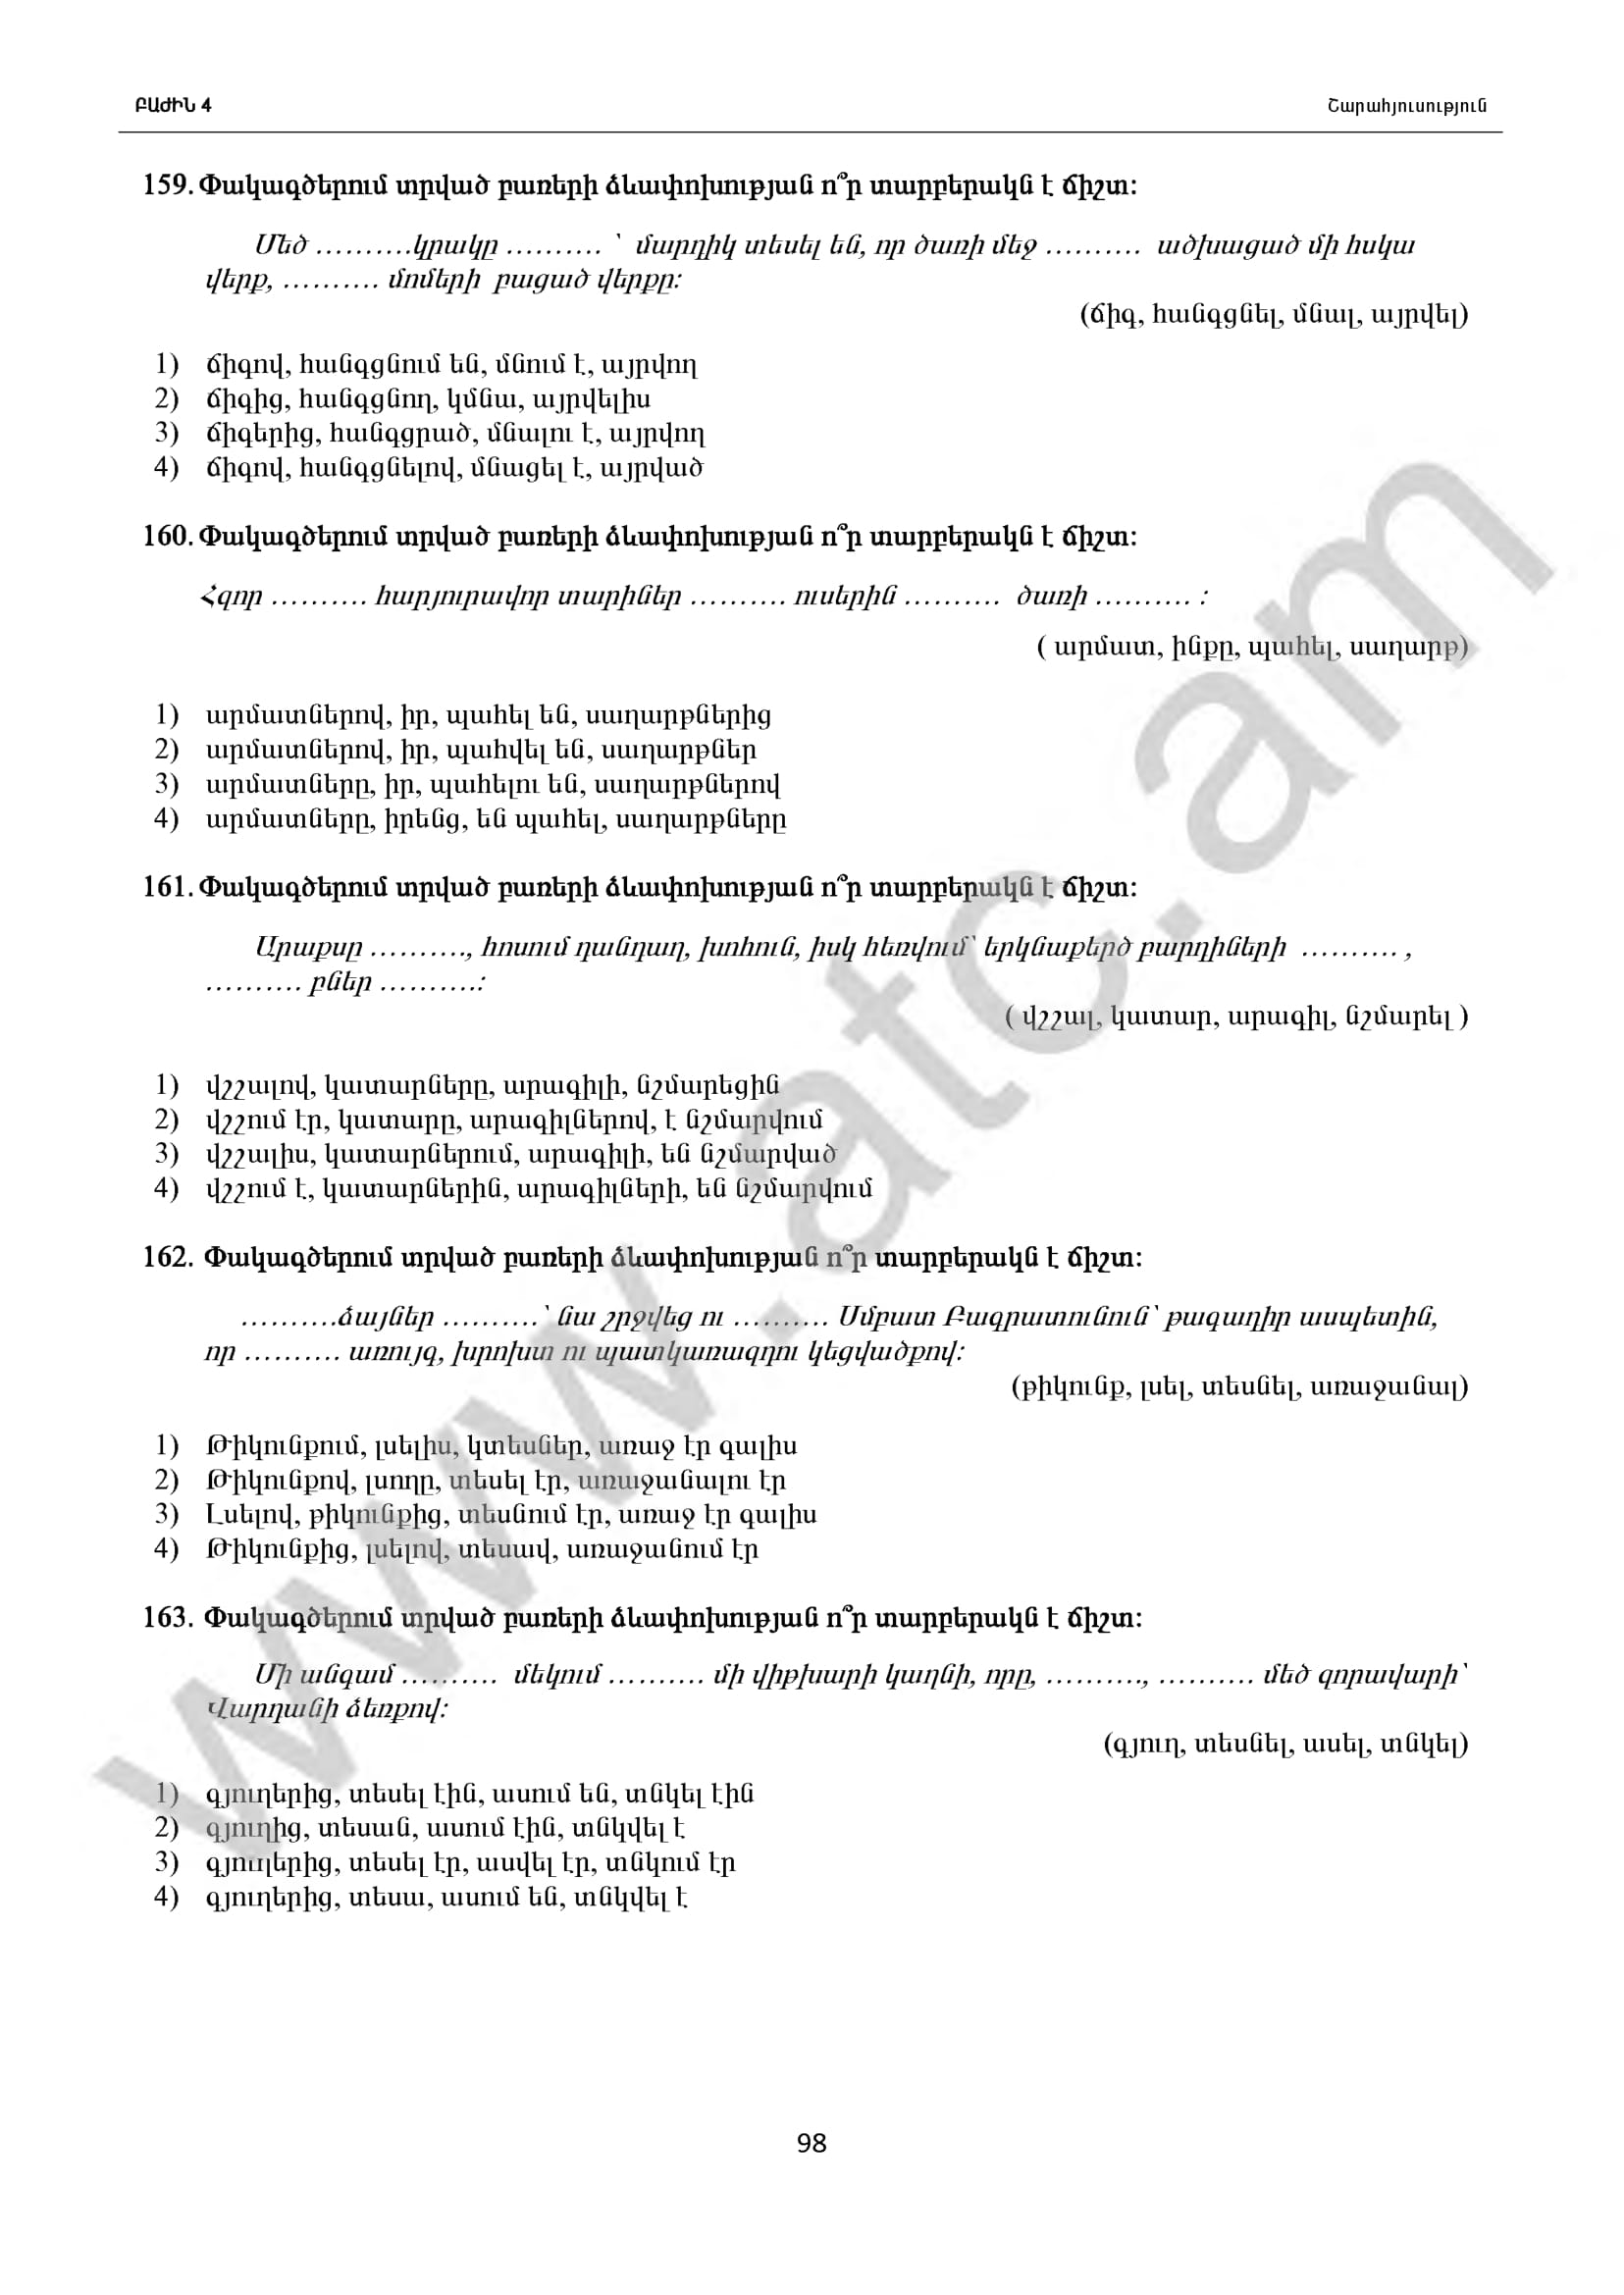 ԲԱԺԻՆ 4 Շարահյուսություն
159. Փակագծերում տրված բառերի ձևափոխության ո՞ր տարբերակն է ճիշտ:
Մեծ ……….կրակը ………. ՝ մարդիկ տեսել են, որ ծառի մեջ ………. ածխացած մի հսկա
վերք, ………. մոմերի բացած վերքը:
(ճիգ, հանգցնել, մնալ, այրվել)
1) ճիգով, հանգցնում են, մնում է, այրվող
2) ճիգից, հանգցնող, կմնա, այրվելիս
3) ճիգերից, հանգցրած, մնալու է, այրվող
4) ճիգով, հանգցնելով, մնացել է, այրված
160. Փակագծերում տրված բառերի ձևափոխության ո՞ր տարբերակն է ճիշտ:
Հզոր ………. հարյուրավոր տարիներ ………. ուսերին ………. ծառի ………. :
( արմատ, ինքը, պահել, սաղարթ)
1) արմատներով, իր, պահել են, սաղարթներից
2) արմատներով, իր, պահվել են, սաղարթներ
3) արմատները, իր, պահելու են, սաղարթներով
4) արմատները, իրենց, են պահել, սաղարթները
161. Փակագծերում տրված բառերի ձևափոխության ո՞ր տարբերակն է ճիշտ:
Արաքսը ………., հոսում դանդաղ, խոհուն, իսկ հեռվում՝ երկնաքերծ բարդիների ………. ,
………. բներ ……….:
( վշշալ, կատար, արագիլ, նշմարել )
1) վշշալով, կատարները, արագիլի, նշմարեցին
2) վշշում էր, կատարը, արագիլներով, է նշմարվում
3) վշշալիս, կատարներում, արագիլի, են նշմարված
4) վշշում է, կատարներին, արագիլների, են նշմարվում
162. Փակագծերում տրված բառերի ձևափոխության ո՞ր տարբերակն է ճիշտ:
……….ձայներ ……….՝ նա շրջվեց ու ………. Սմբատ Բագրատունուն՝ թագադիր ասպետին,
որ ………. առույգ, խրոխտ ու պատկառազդու կեցվածքով:
(թիկունք, լսել, տեսնել, առաջանալ)
1) Թիկունքում, լսելիս, կտեսներ, առաջ էր գալիս
2) Թիկունքով, լսողը, տեսել էր, առաջանալու էր
3) Լսելով, թիկունքից, տեսնում էր, առաջ էր գալիս
4) Թիկունքից, լսելով, տեսավ, առաջանում էր
163. Փակագծերում տրված բառերի ձևափոխության ո՞ր տարբերակն է ճիշտ:
Մի անգամ ………. մեկում ………. մի վիթխարի կաղնի, որը, ………., ………. մեծ զորավարի՝
Վարդանի ձեռքով:
(գյուղ, տեսնել, ասել, տնկել)
1) գյուղերից, տեսել էին, ասում են, տնկել էին
2) գյուղից, տեսան, ասում էին, տնկվել է
3) գյուղերից, տեսել էր, ասվել էր, տնկում էր
4) գյուղերից, տեսա, ասում են, տնկվել է
98
www.atc.am